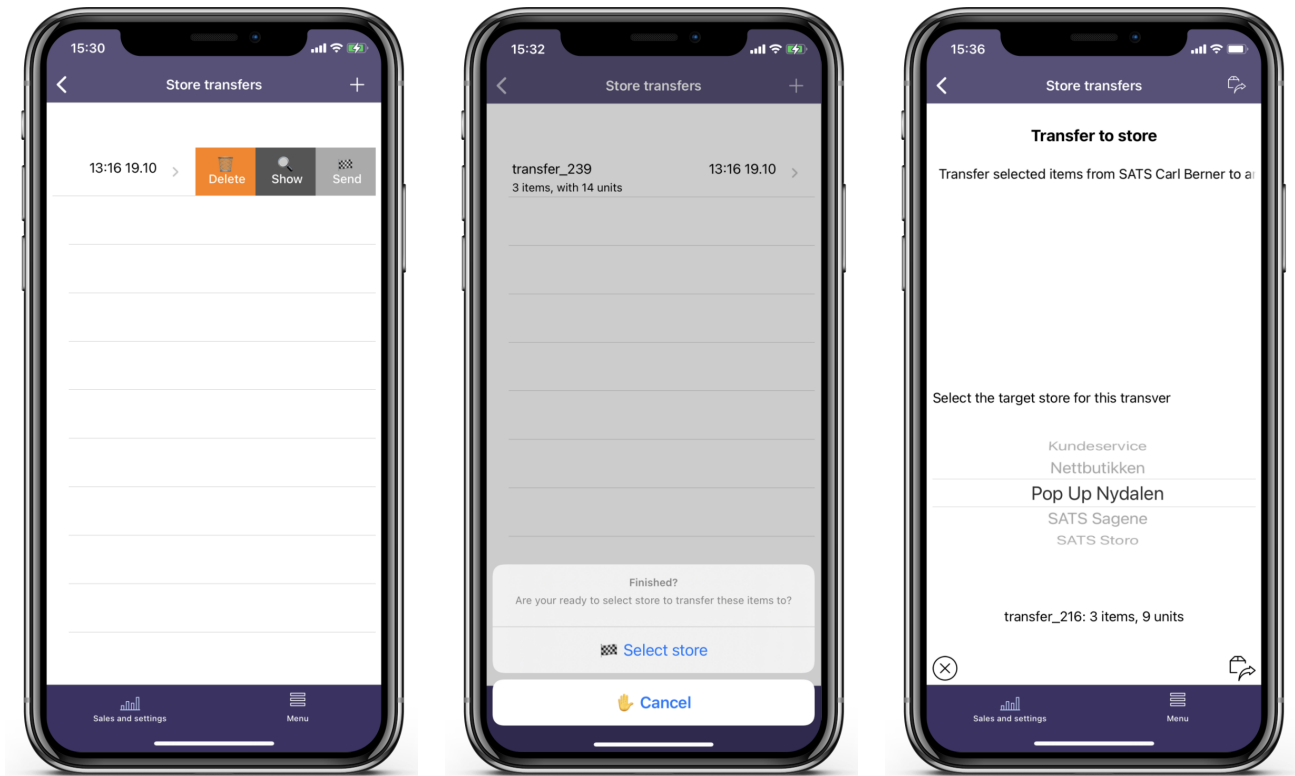 15:30
Store transfers
13:16 19.10
Delete
Show
Send
Sales and settings
Menu
15:32
Store transfers
transfer_239
13:16 19.10
3 items, with 14 units
Finished?
Are your ready to select store to transfer these items to?
Select store
Cancel
15:36
Store transfers
Transfer to store
Transfer selected items from SATS Carl Berner to ar
Select the target store for this transver
Kundeservice
Nettbutikken
Pop Up Nydalen
SATS Sagene
SATS Storo
transfer_216: 3 items, 9 units
Sales and settings
Menu